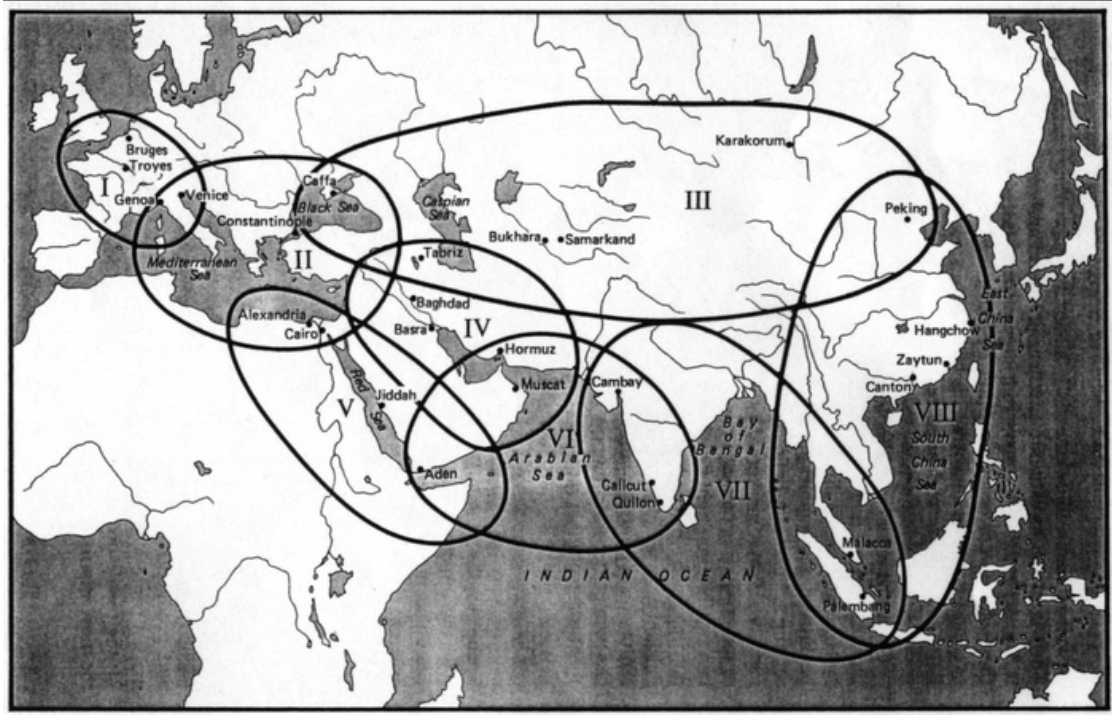 Karakorum
Bruges
Troyes
I
Genoa
Venice
Caffa
Black Sea
Constantinople
II
Mediterranean
Sea
Caspian
Sea
III
Peking
Bukhara
Samarkand
Tabriz
Baghdad
Basra
IV
Hormuz
Muscat
Alexandria
Cairo
Red
Sea
V
Jiddah
Aden
VI
Arabian
Sea
Cambay
Calicut
Quilon
Bay
of
Bengal
VII
East
China
Sea
Hangchow
Zaytun
Canton
VIII
South
China
Sea
Malacca
Palembang
INDIAN OCEAN